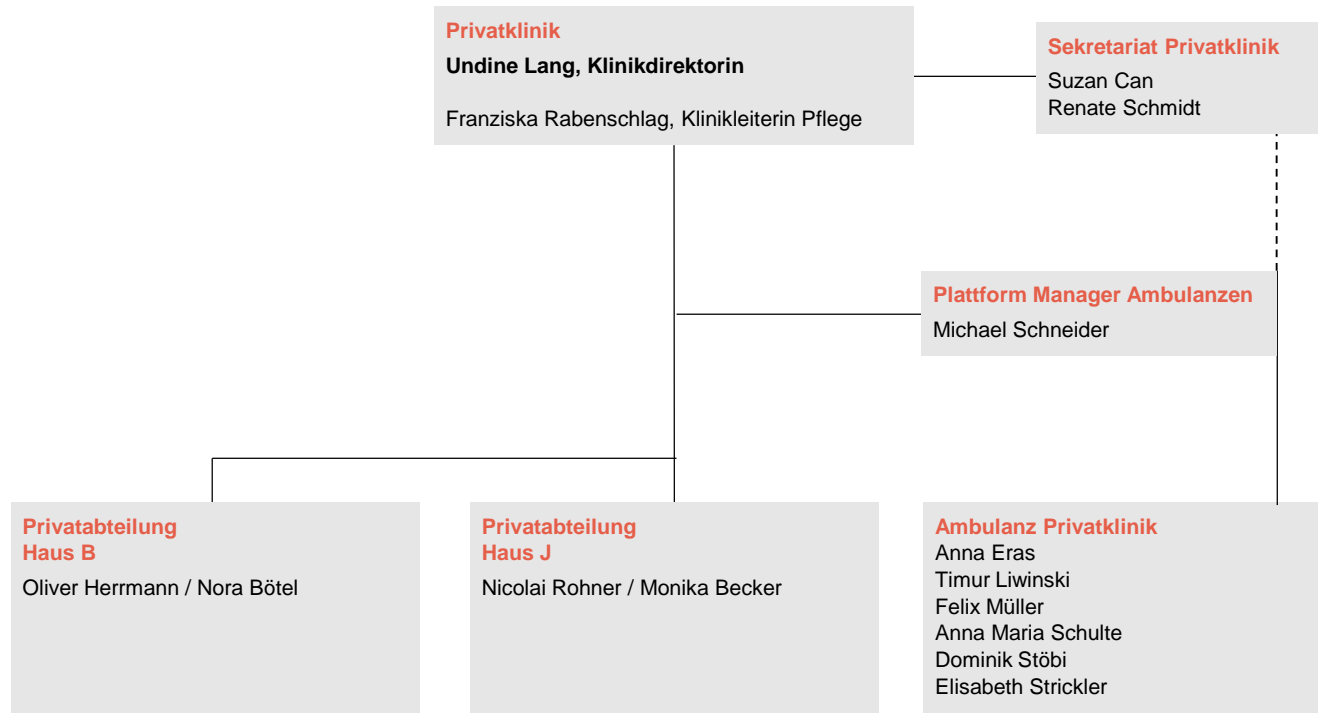 Privatklinik
Undine Lang, Klinikdirektorin
Franziska Rabenschlag, Klinikleiterin Pflege
Sekretariat Privatklinik
Suzan Can
Renate Schmidt
Plattform Manager Ambulanzen
Michael Schneider
Privatabteilung
Haus B
Oliver Herrmann / Nora Bötel
Privatabteilung
Haus J
Nicolai Rohner / Monika Becker
Ambulanz Privatklinik
Anna Eras
Timur Liwinski
Felix Müller
Anna Maria Schulte
Dominik Stöbi
Elisabeth Strickler